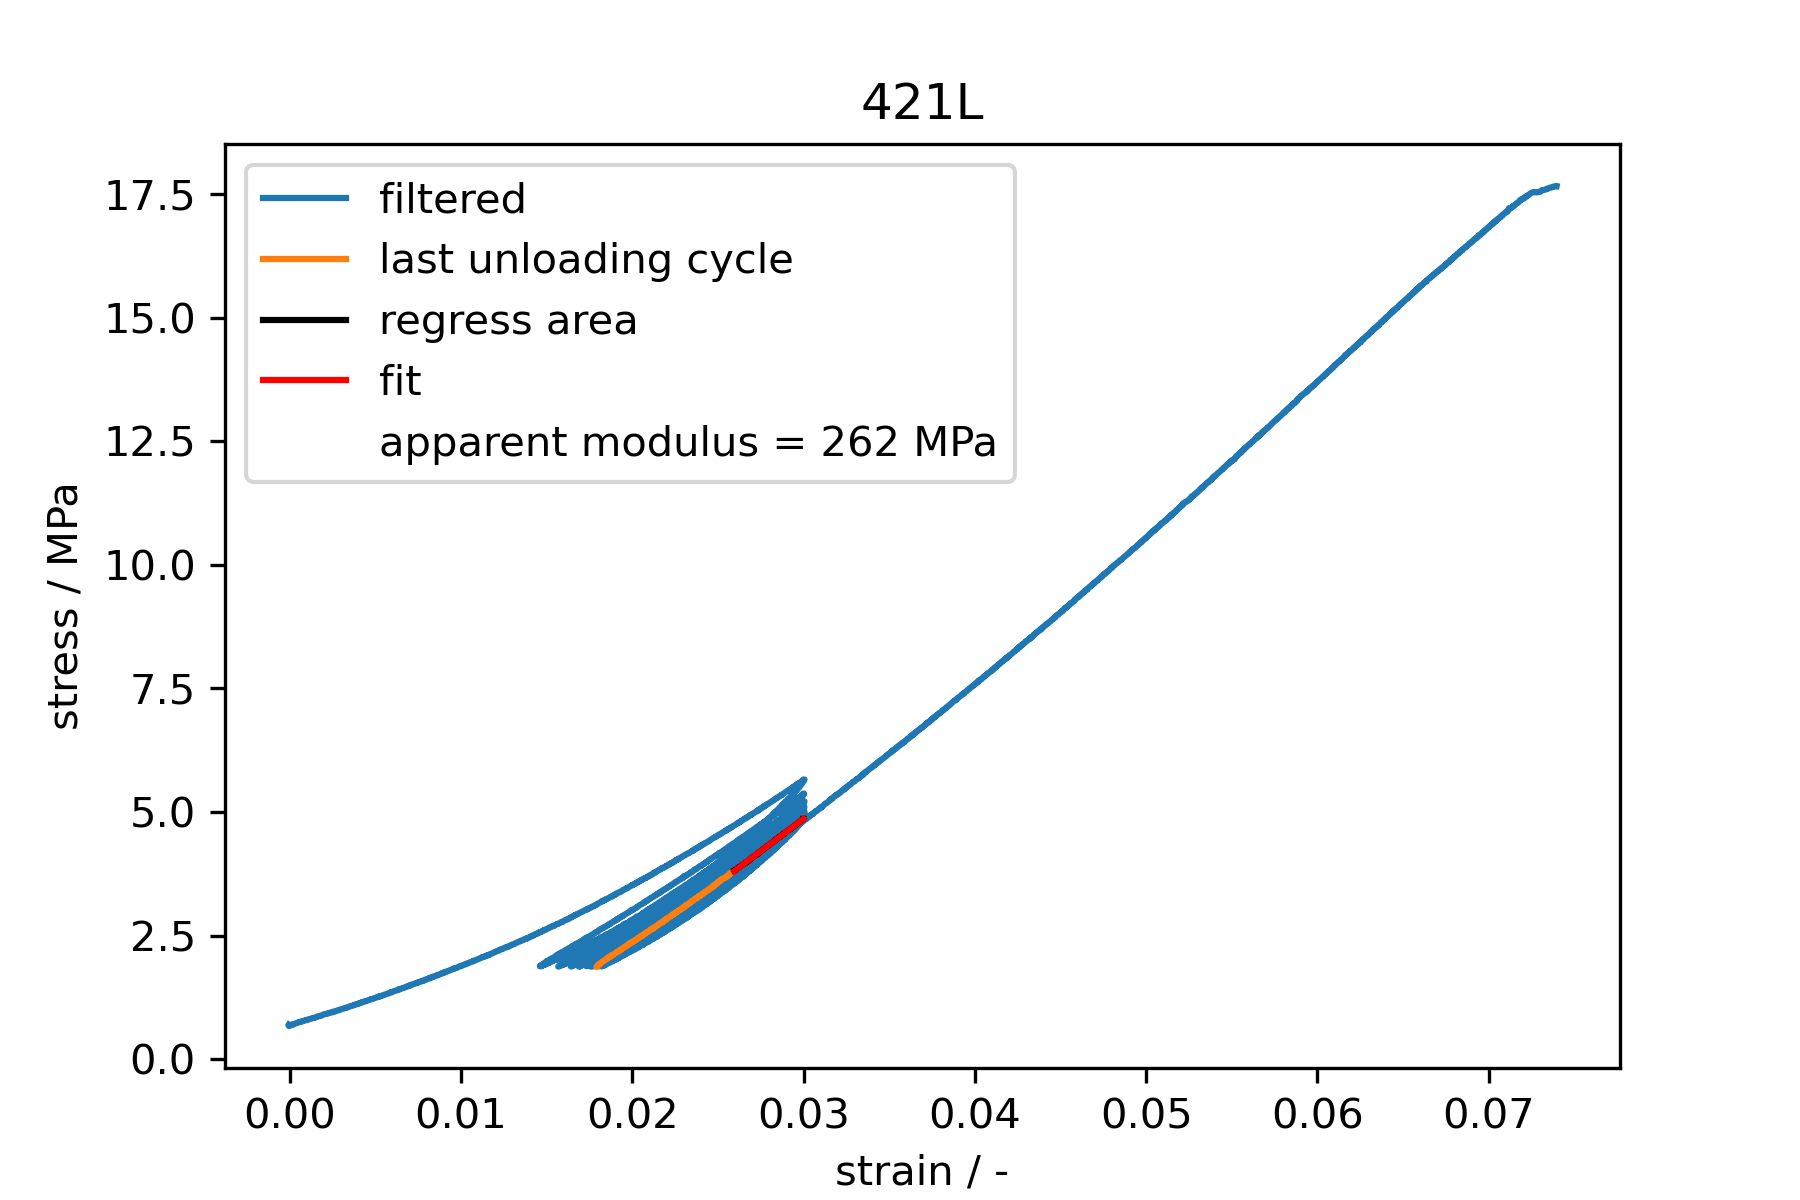 421L
filtered
last unloading cycle
regress area
fit
apparent modulus = 262 MPa
stress / MPa
17.5
15.0
12.5
10.0
7.5
5.0
2.5
0.0
0.00 0.01 0.02 0.03 0.04 0.05 0.06 0.07
strain / -